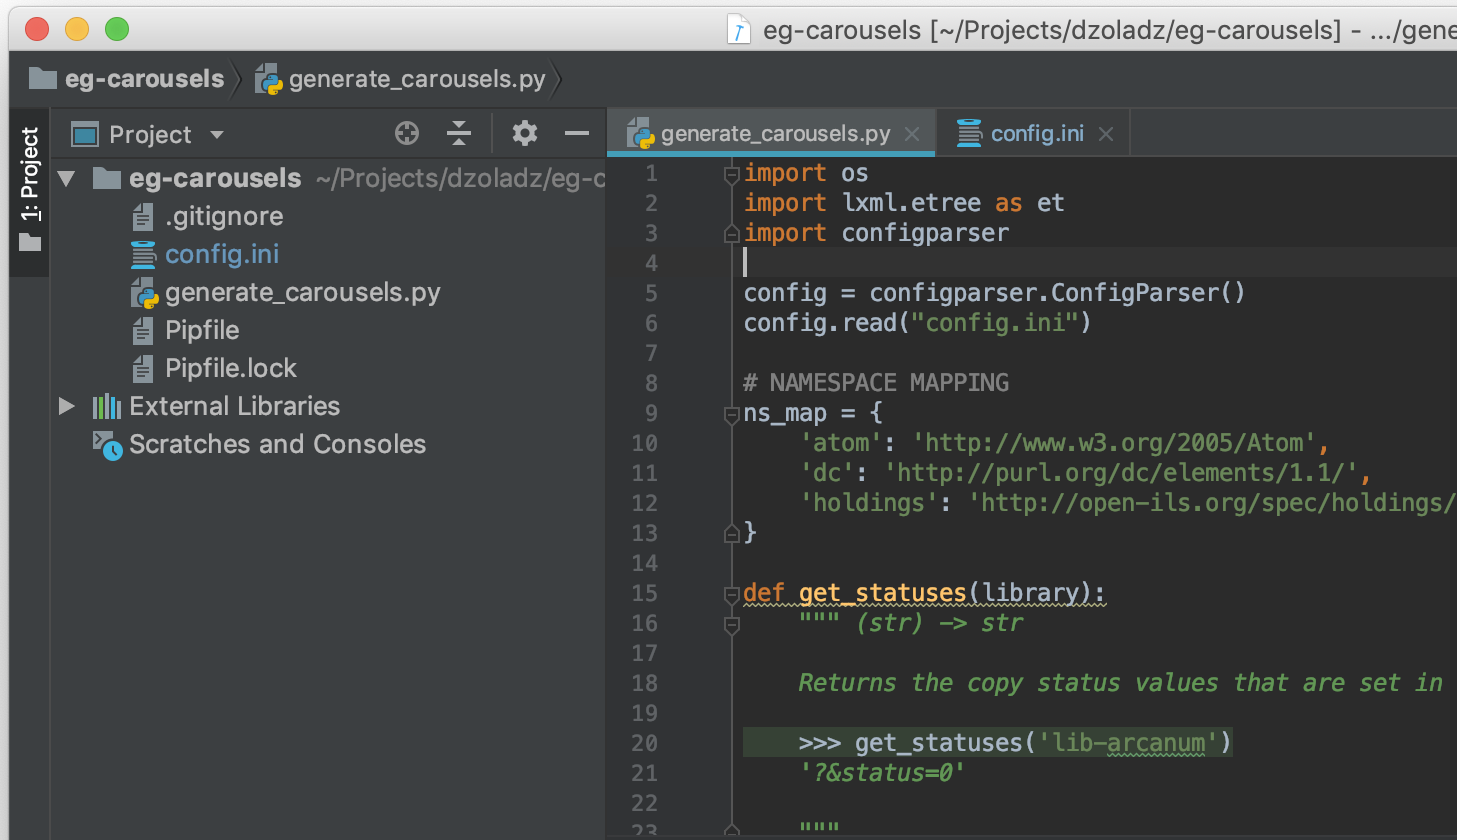 eg-carousels [~/Projects/dzoladz/eg-carousels] - .../gene
eg-carousels
generate_carousels.py
1: Project
Project
eg-carousels ~/Projects/dzoladz/eg-c
.gitignore
config.ini
generate_carousels.py
Pipfile
Pipfile.lock
External Libraries
Scratches and Consoles
generate_carousels.py
config.ini
1 import os
2 import lxml.etree as et
3 import configparser
4
5 config = configparser.ConfigParser()
6 config.read("config.ini")
7
8 # NAMESPACE MAPPING
9 ns_map = {
10     'atom': 'http://www.w3.org/2005/Atom',
11     'dc': 'http://purl.org/dc/elements/1.1/',
12     'holdings': 'http://open-ils.org/spec/holdings/
13 }
14
15 def get_statuses(library):
16     """ (str) -> str
17
18     Returns the copy status values that are set in
19
20     >>> get_statuses('lib-arcanum')
21     '?&status=0'
22
23     """